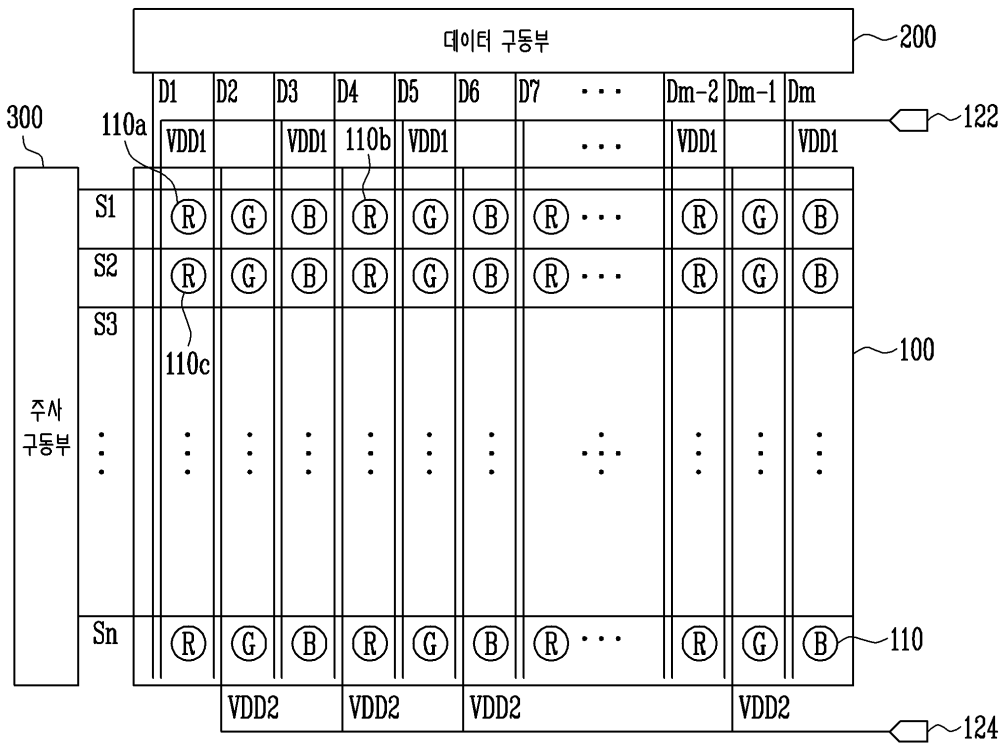 데이터 구동부
200
D1 D2 D3 D4 D5 D6 D7 ... Dm-2 Dm-1 Dm
122
300
110a
VDD1 VDD1 110b VDD1 ... VDD1 VDD1
S1 R G B R G B R ... R G B
S2 R G B R G B R ... R G B
S3
110c
100
주사
구동부
Sn R G B R G B R ... R G B
110
VDD2 VDD2 VDD2 VDD2
124